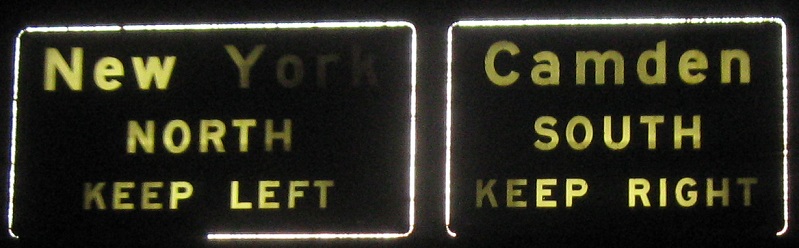 New York
NORTH
KEEP LEFT
Camden
SOUTH
KEEP RIGHT